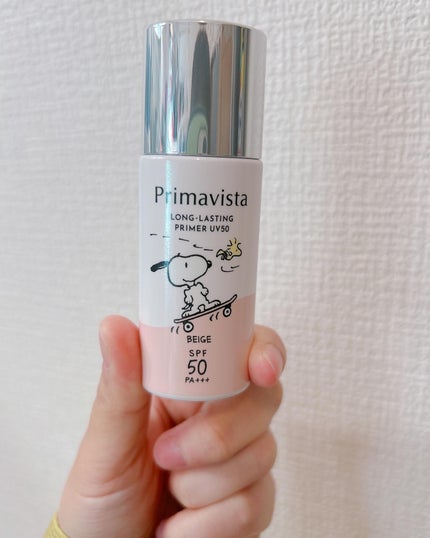 Primavista
LONG-LASTING
PRIMER UV50
BEIGE
SPF
50
PA+++